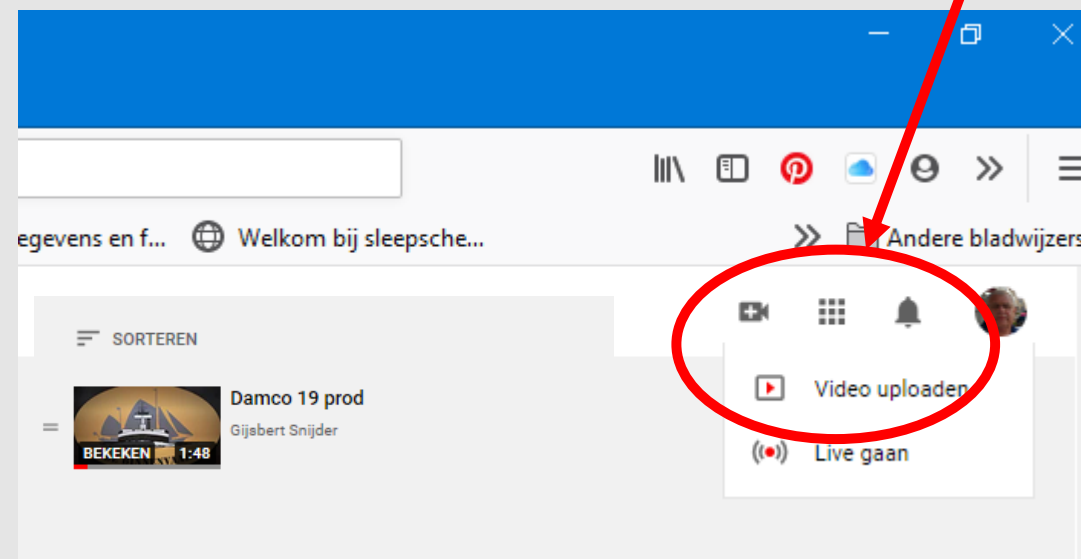 egevens en f... Welkom bij sleepsche... Andere bladwijzers
SORTEREN
Damco 19 prod
Gijsbert Snijder
BEKEKEN 1:48
Video uploaden
Live gaan